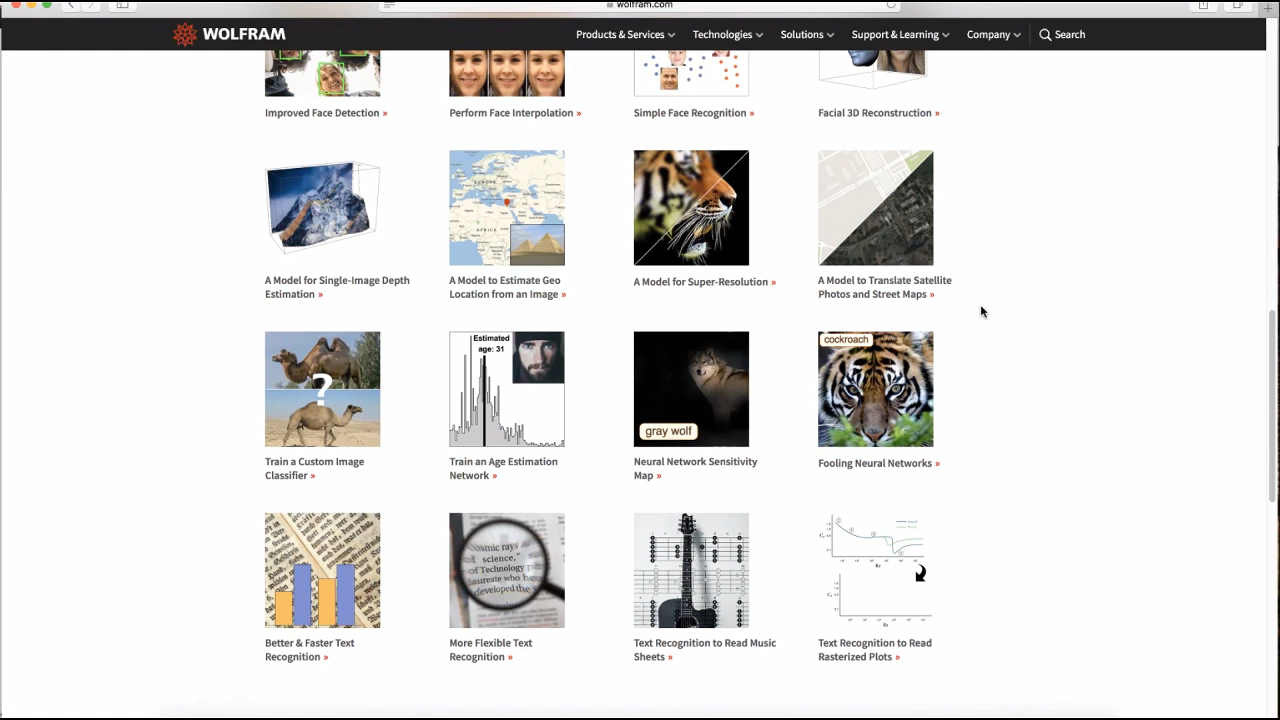 wolfram.com
WOLFRAM
Products & Services
Technologies
Solutions
Support & Learning
Company
Search
Improved Face Detection »
Perform Face Interpolation »
Simple Face Recognition »
Facial 3D Reconstruction »
EUROPE
AFRICA
A Model for Single-Image Depth
Estimation »
A Model to Estimate Geo
Location from an Image »
A Model for Super-Resolution »
A Model to Translate Satellite
Photos and Street Maps »
?
Estimated
age: 31
gray wolf
cockroach
Train a Custom Image
Classifier »
Train an Age Estimation
Network »
Neural Network Sensitivity
Map »
Fooling Neural Networks »
osmic rays
science,"
Technology
aureate who
developed the
Better & Faster Text
Recognition »
More Flexible Text
Recognition »
Text Recognition to Read Music
Sheets »
Text Recognition to Read
Rasterized Plots »